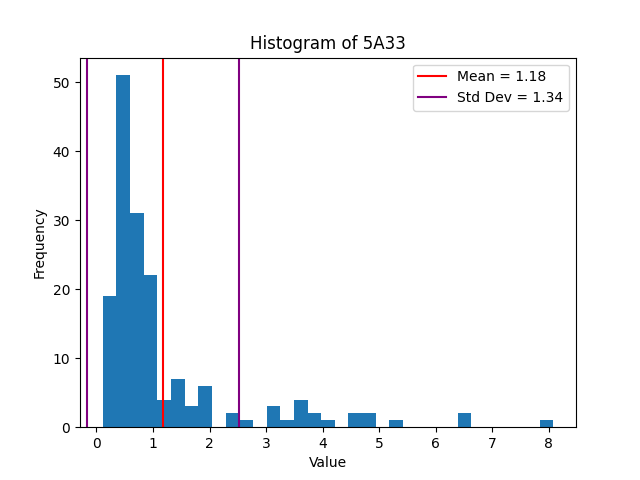 Histogram of 5A33
Mean = 1.18
Std Dev = 1.34
50
40
30
20
10
0
Frequency
0 1 2 3 4 5 6 7 8
Value